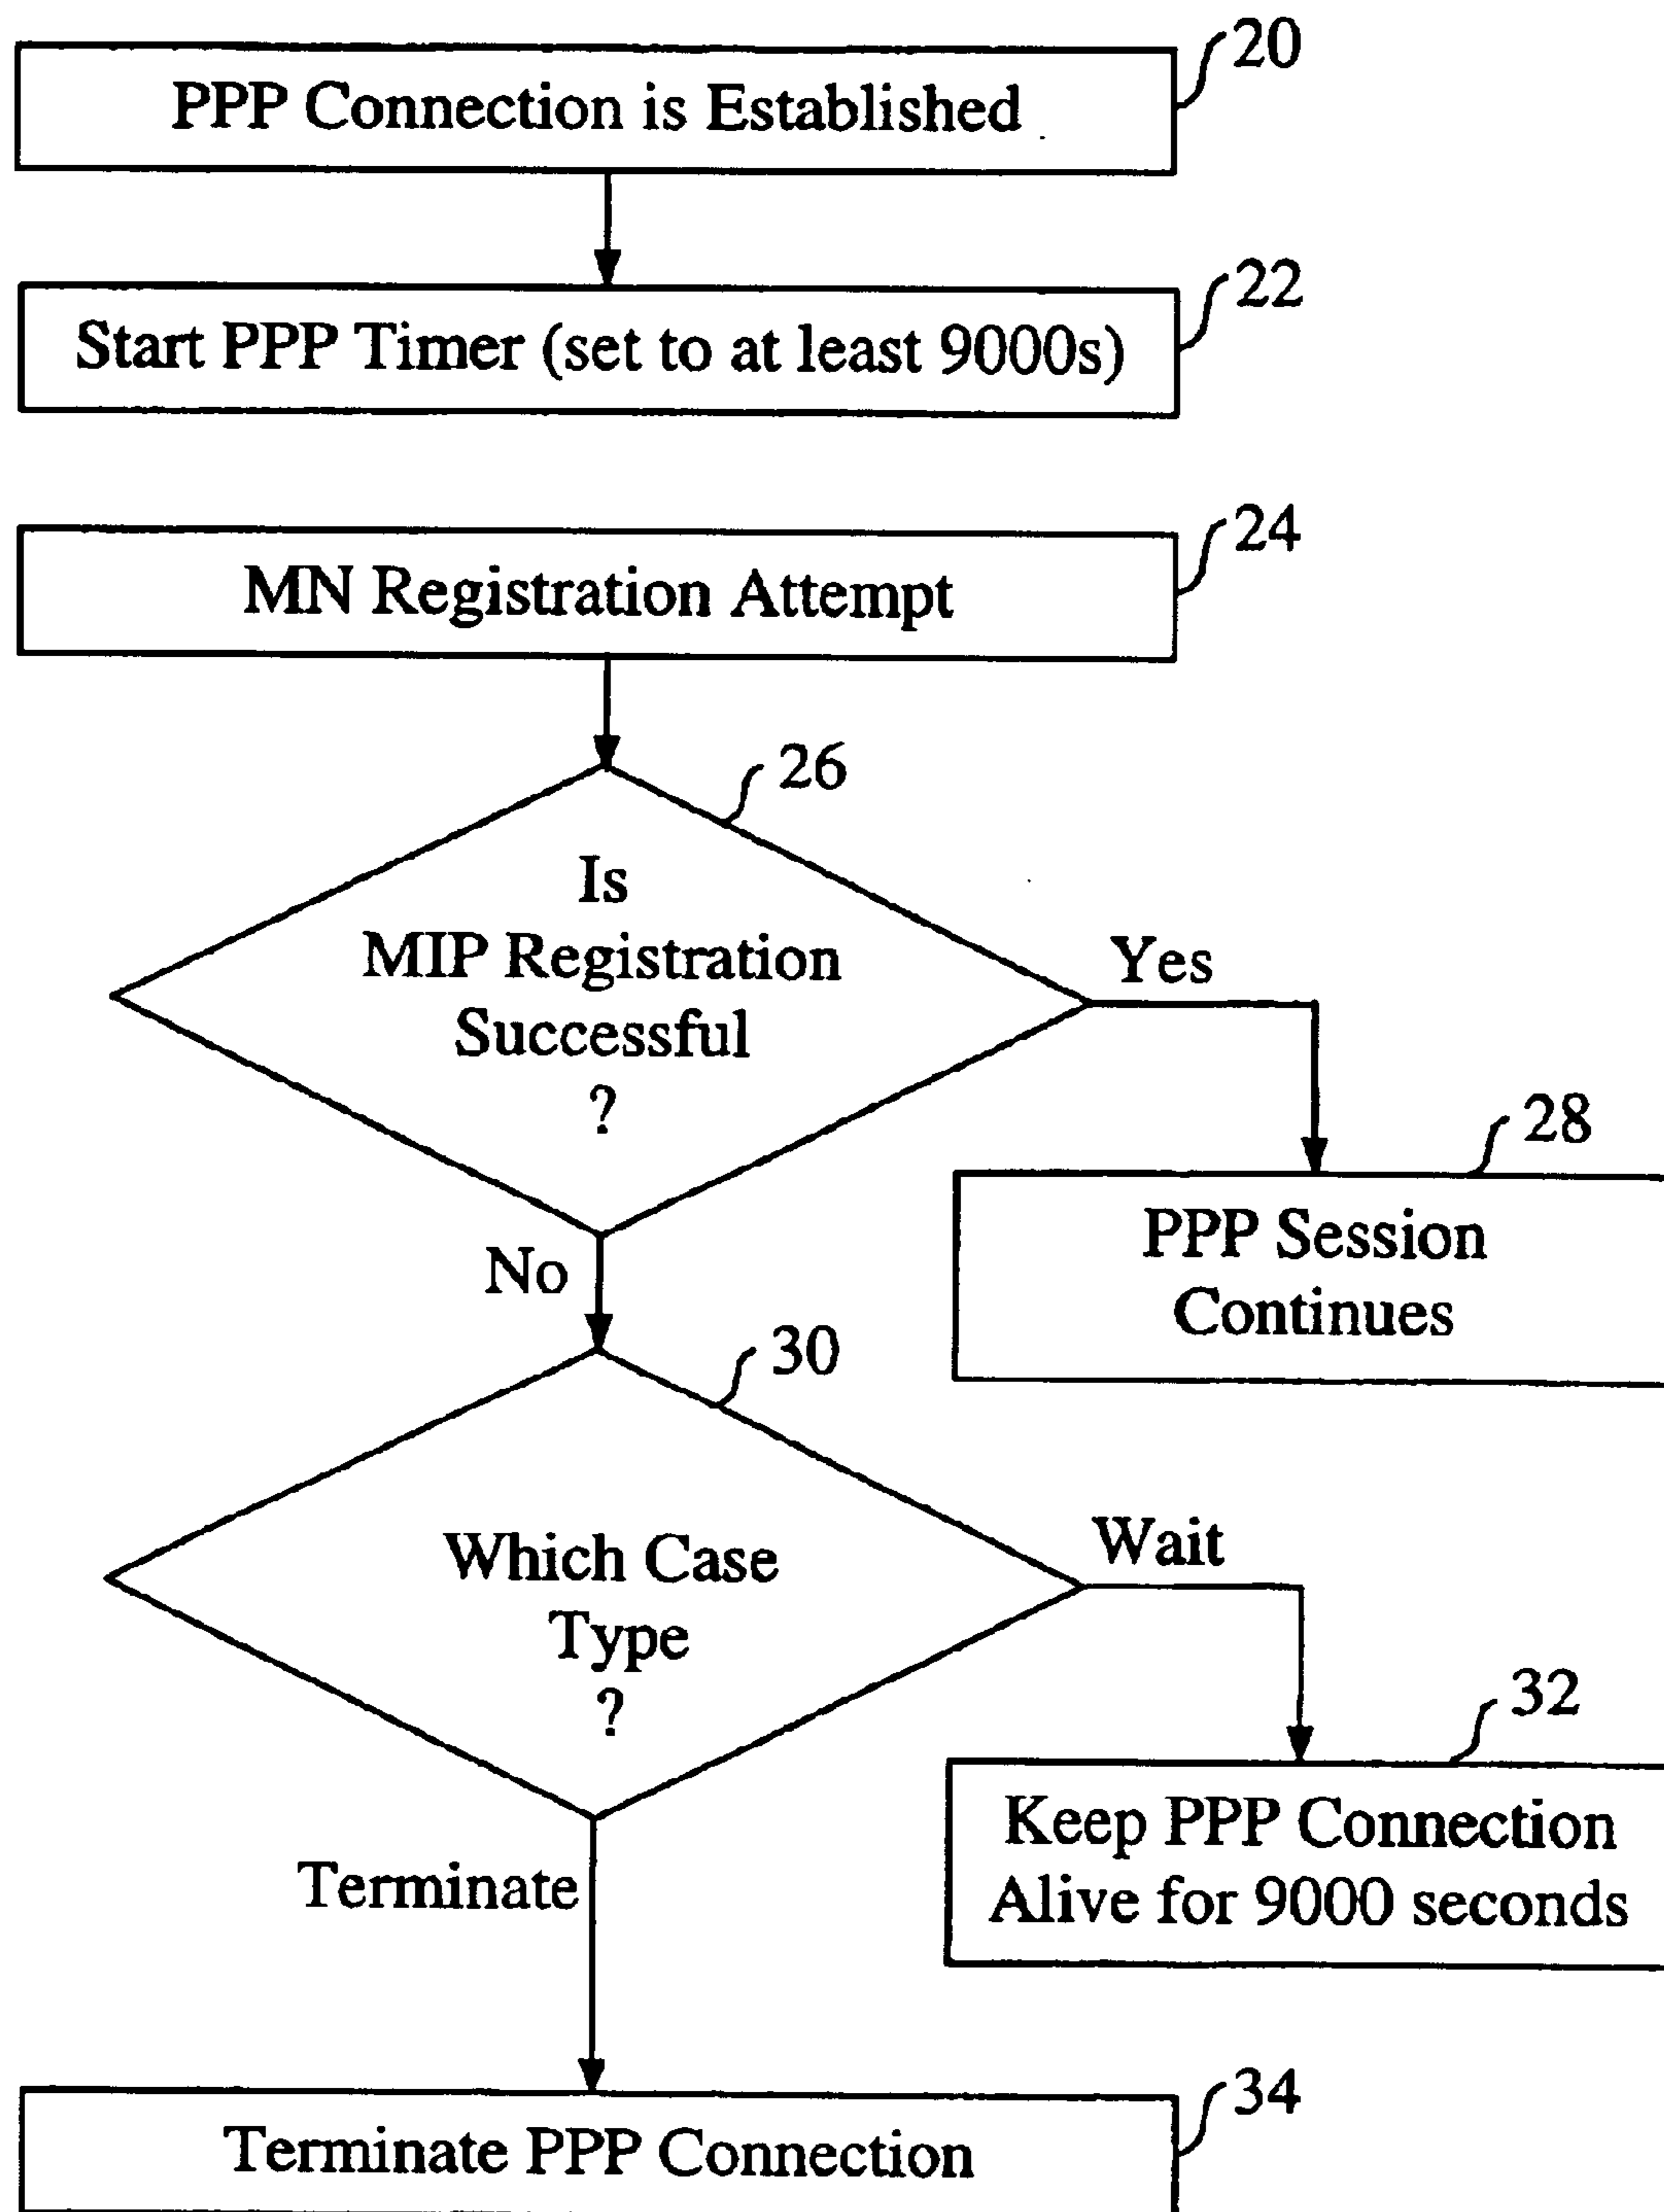 20
PPP Connection is Established
22
Start PPP Timer (set to at least 9000s)
24
MN Registration Attempt
26
Is
MIP Registration
Successful
?
Yes
28
PPP Session
Continues
No
30
Which Case
Type
?
Wait
32
Keep PPP Connection
Alive for 9000 seconds
Terminate
34
Terminate PPP Connection